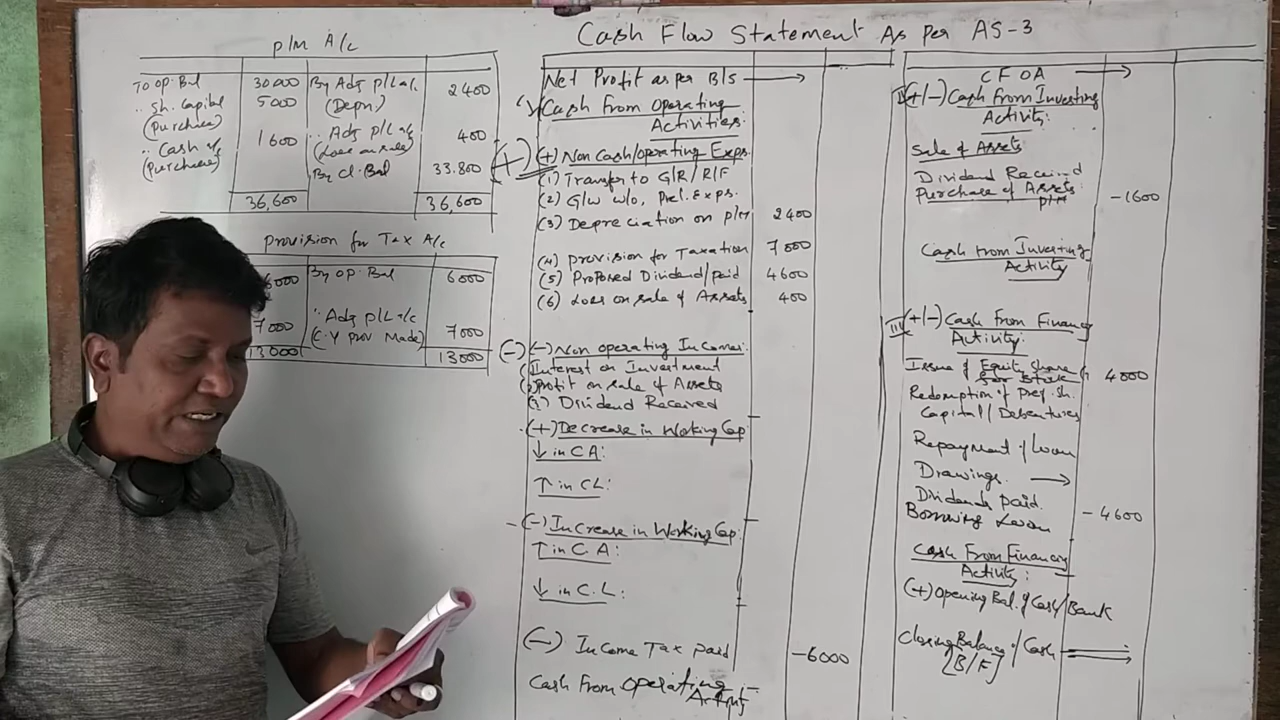 Cash Flow Statement As per AS-3
P/M A/c
To op. Bal 30000 By Adj P/L a/c 2400
(Depn.)
.. Sh. Capital 5000
(Purchase)
.. Adj P/L a/c 400
(Loss on sale)
.. Cash a/c 1600
(Purchase)
By Cl. Bal 33.800
36,600 36,600
Provision for Tax A/c
6000 By op. Bal 6000
7000 .. Adj P/L a/c 7000
(C.Y Prov Made)
13000 13000
Net Profit as per B/S
Cash from Operating
Activities:
(+) (+) Non Cash/operating Exps.
(1) Transfer to G/R / R/F
(2) G/w w/o, Prel. Exps.
(3) Depreciation on P/M 2400
(4) Provision for Taxation 7000
(5) Proposed Dividend/paid 4600
(6) Loss on sale of Assets 400
(-) (-) Non operating Incomes:
Interest on Investment
Profit on sale of Assets
(3) Dividend Received
(+) Decrease in Working Cap
↓ in CA:
↑ in CL:
(-) Increase in Working Cap:
↑ in C A:
↓ in C.L:
(-) Income Tax paid -6000
Cash from operating
Activity
C F O A
II (+/-) Cash From Investing
Activity:
Sale of Assets
Dividend Received
Purchase of Assets:
P/M -1600
Cash from Investing
Activity
III (+/-) Cash From Financg
Activity:
Issue of Equity Share 4000
Redemption of Pref. Sh.
Capital / Debentures
Repayment of Loan
Drawings.
Dividend paid. -4600
Borrowing Loan
Cash From Financing
Activity:
(+) Opening Bal. of Cash/Bank
Closing Balance of Cash
[B/F]